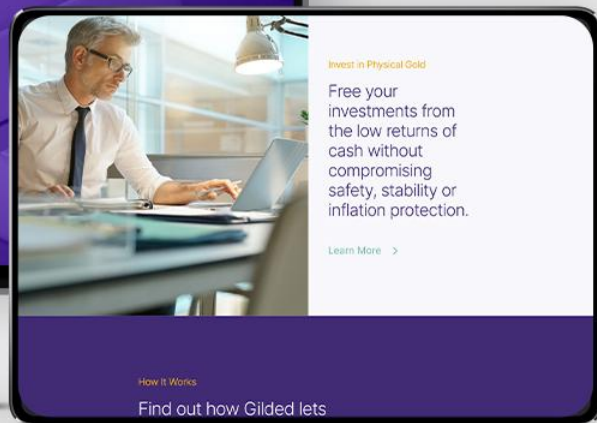 Invest in Physical Gold
Free your
investments from
the low returns of
cash without
compromising
safety, stability or
inflation protection.
Learn More
How It Works
Find out how Gilded lets